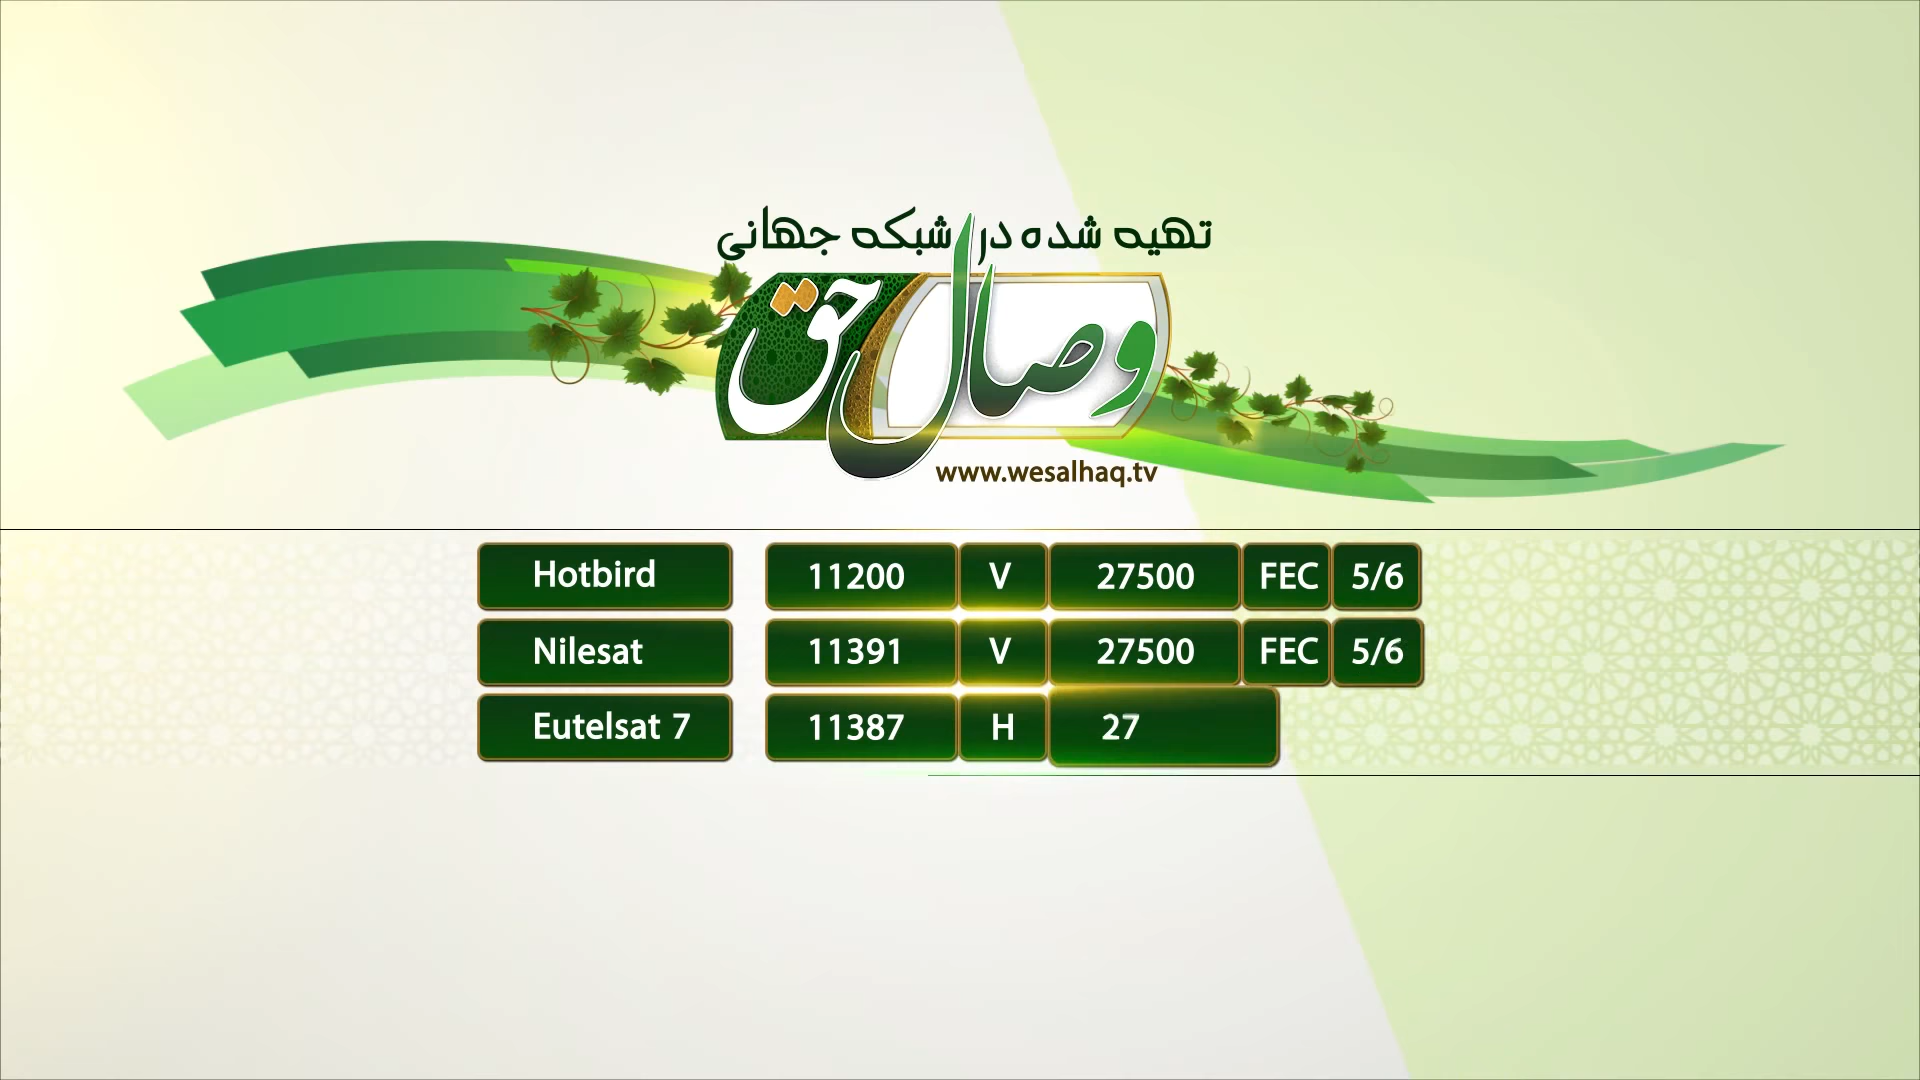 تهیه شده در شبکه جهانی
وصال حق
www.wesalhaq.tv
Hotbird 11200 V 27500 FEC 5/6
Nilesat 11391 V 27500 FEC 5/6
Eutelsat 7 11387 H 27